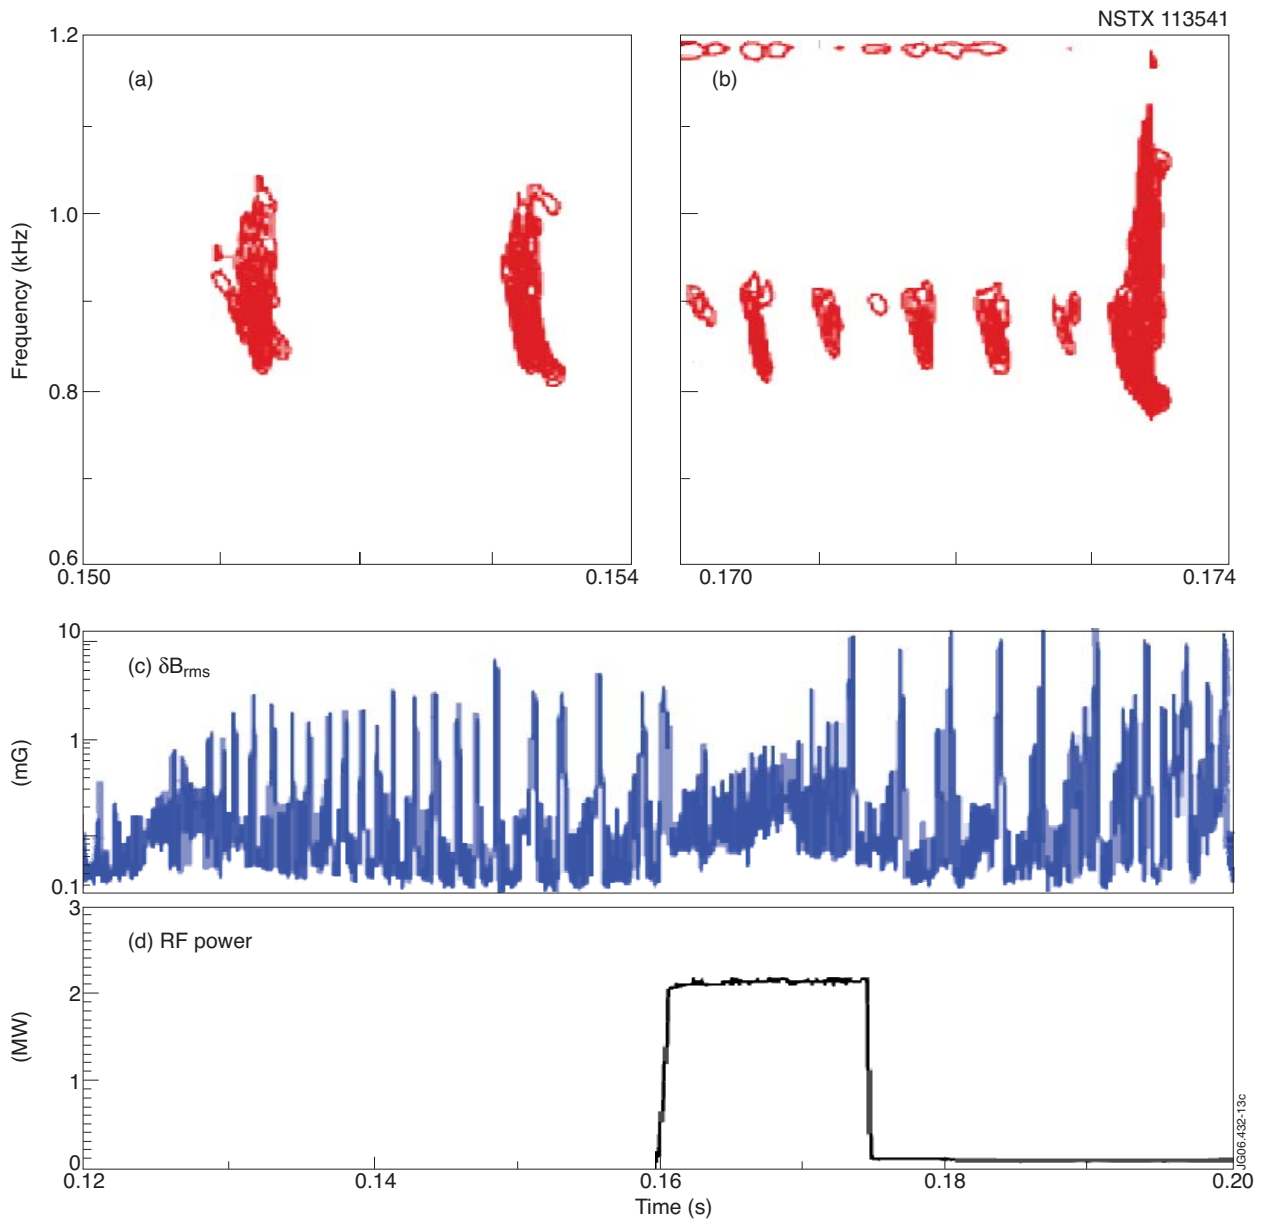 NSTX 113541
1.2
(a)
(b)
1.0
Frequency (kHz)
0.8
0.6
0.150
0.154
0.170
0.174
10
(c) δBrms
1
(mG)
0.1
3
(d) RF power
2
(MW)
1
0
JG06.432-13c
0.12
0.14
0.16
0.18
0.20
Time (s)